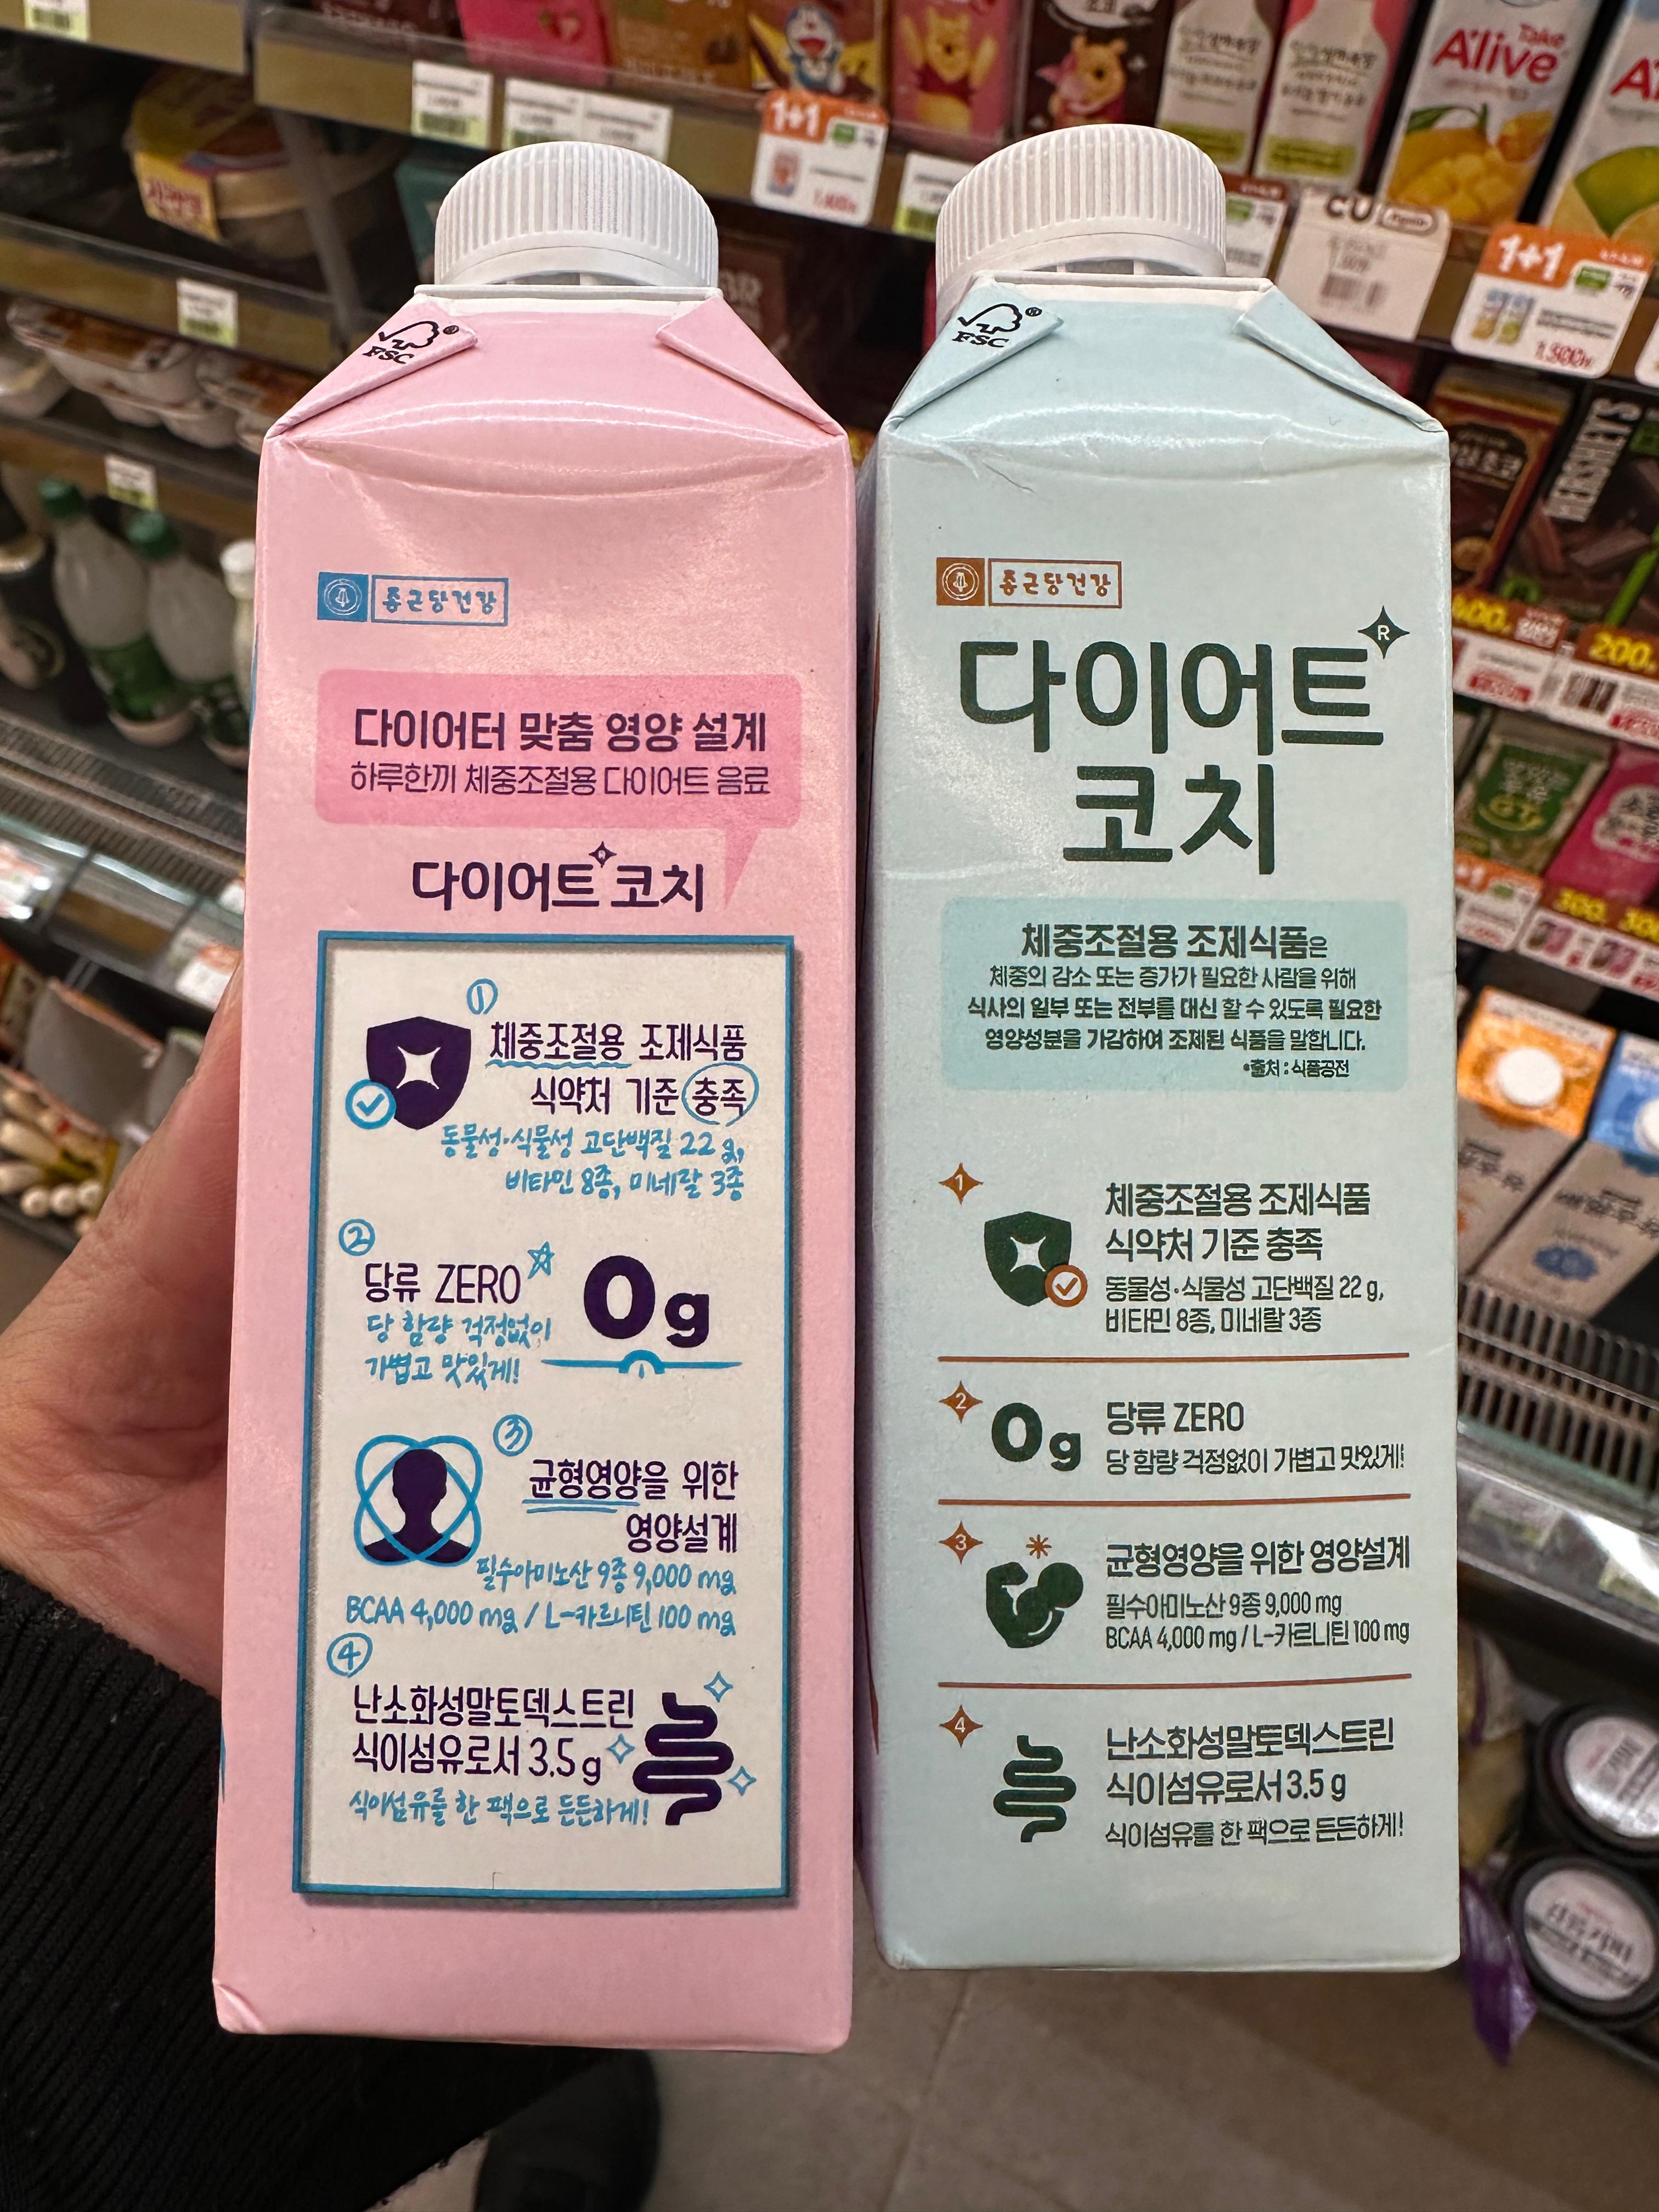 1+1
Take
A'live
CU
1+1
1,500
200
FSC
종근당건강
다이어터 맞춤 영양 설계
하루한끼 체중조절용 다이어트 음료
다이어트 코치
①
체중조절용 조제식품
식약처 기준 충족
동물성·식물성 고단백질 22 g,
비타민 8종, 미네랄 3종
②
당류 ZERO
0g
당 함량 걱정없이
가볍고 맛있게!
③
균형영양을 위한
영양설계
필수아미노산 9종 9,000 mg
BCAA 4,000 mg / L-카르니틴 100 mg
④
난소화성말토덱스트린
식이섬유로서 3.5 g
식이섬유를 한 팩으로 든든하게!
FSC
종근당건강
다이어트 R
코치
체중조절용 조제식품은
체중의 감소 또는 증가가 필요한 사람을 위해
식사의 일부 또는 전부를 대신 할 수 있도록 필요한
영양성분을 가감하여 조제된 식품을 말합니다.
*출처 : 식품공전
1
체중조절용 조제식품
식약처 기준 충족
동물성·식물성 고단백질 22 g,
비타민 8종, 미네랄 3종
2
0g
당류 ZERO
당 함량 걱정없이 가볍고 맛있게!
3
균형영양을 위한 영양설계
필수아미노산 9종 9,000 mg
BCAA 4,000 mg / L-카르니틴 100 mg
4
난소화성말토덱스트린
식이섬유로서 3.5 g
식이섬유를 한 팩으로 든든하게!